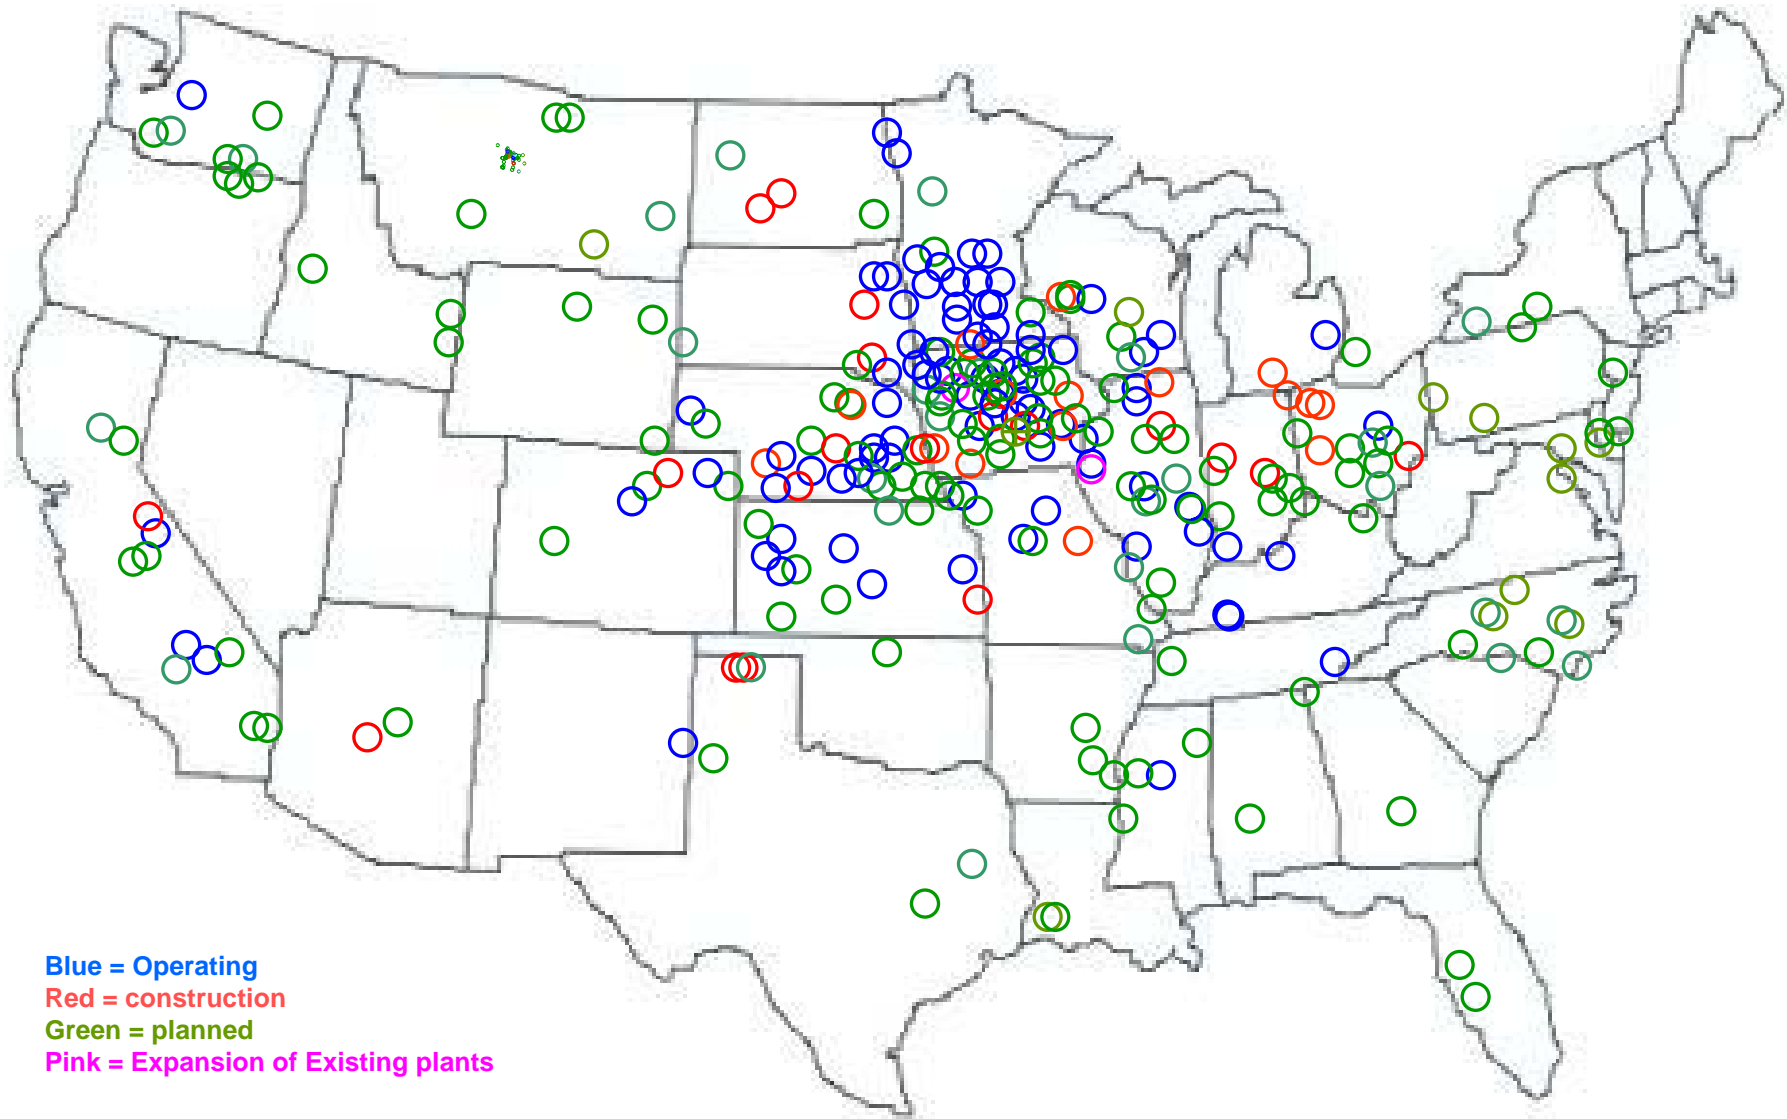 Blue = Operating
Red = construction
Green = planned
Pink = Expansion of Existing plants